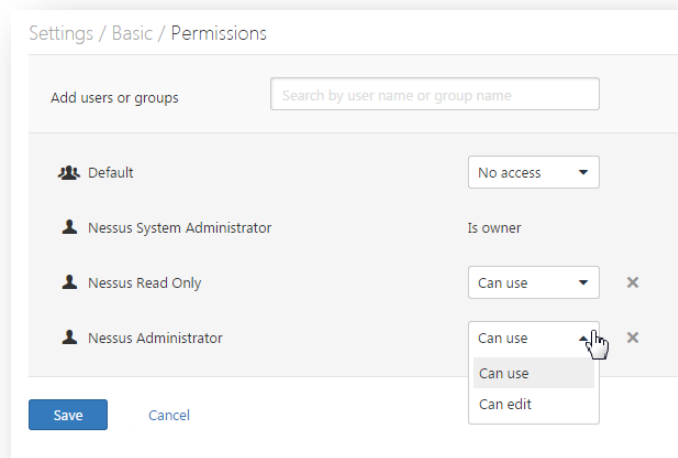 Settings / Basic / Permissions
Add users or groups Search by user name or group name
Default No access
Nessus System Administrator Is owner
Nessus Read Only Can use
Nessus Administrator Can use
Can use
Can edit
Save Cancel